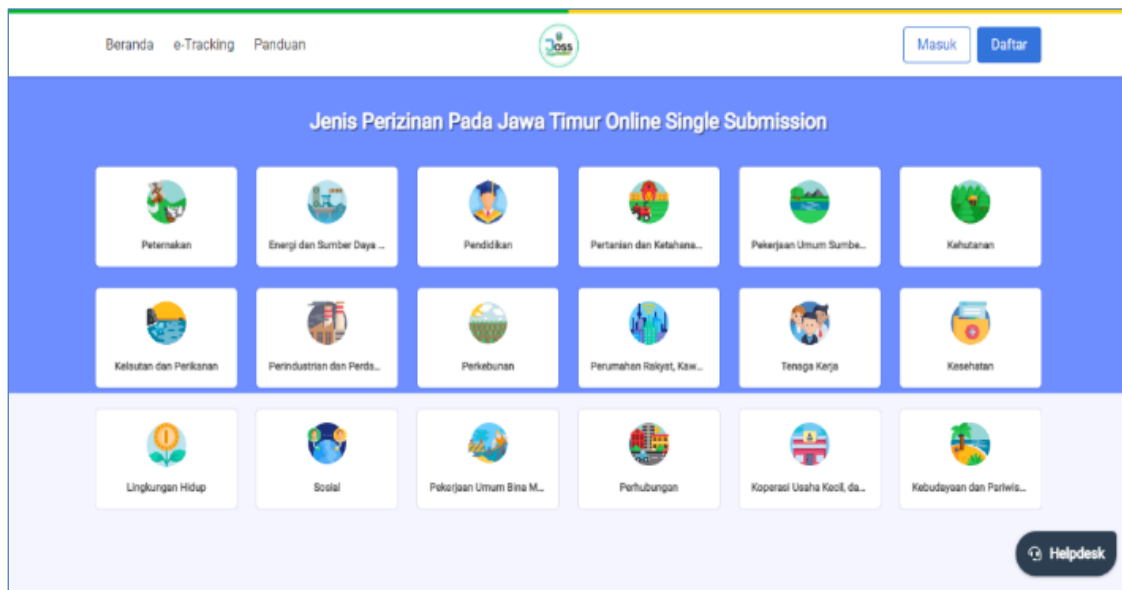 Beranda e-Tracking Panduan
Joss
Masuk Daftar
Jenis Perizinan Pada Jawa Timur Online Single Submission
Peternakan
Energi dan Sumber Daya ...
Pendidikan
Pertanian dan Ketahana...
Pekerjaan Umum Sumbe...
Kehutanan
Kelautan dan Perikanan
Perindustrian dan Perda...
Perkebunan
Perumahan Rakyat, Kaw...
Tenaga Kerja
Kesehatan
Lingkungan Hidup
Sosial
Pekerjaan Umum Bina M...
Perhubungan
Koperasi Usaha Kecil, da...
Kebudayaan dan Pariwis...
Helpdesk